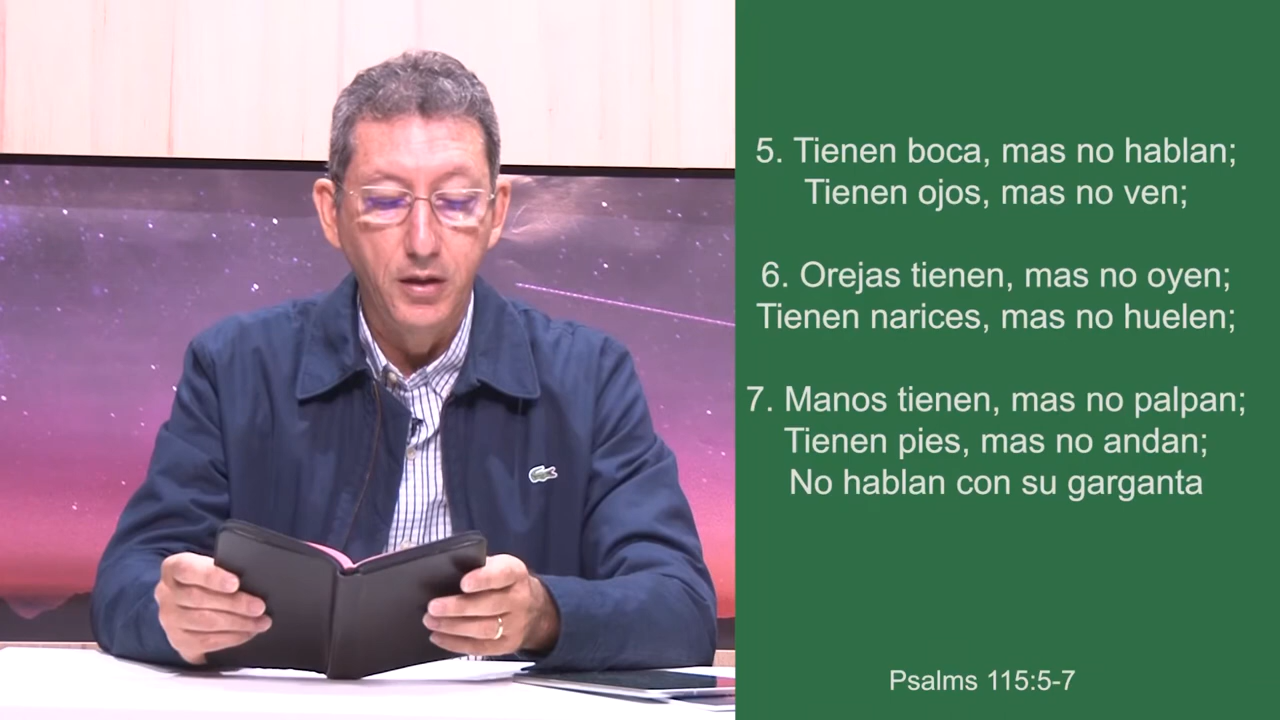 5. Tienen boca, mas no hablan;
Tienen ojos, mas no ven;
6. Orejas tienen, mas no oyen;
Tienen narices, mas no huelen;
7. Manos tienen, mas no palpan;
Tienen pies, mas no andan;
No hablan con su garganta
Psalms 115:5-7